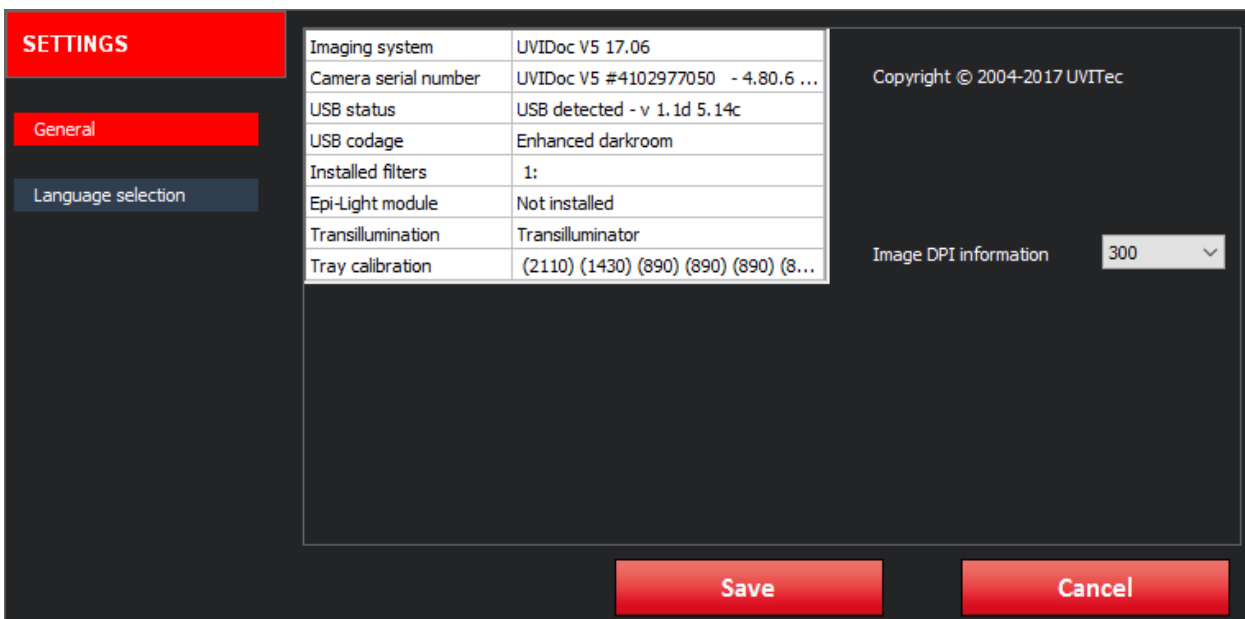 SETTINGS
General
Language selection
Imaging system UVIDoc V5 17.06
Camera serial number UVIDoc V5 #4102977050 - 4.80.6 ...
USB status USB detected - v 1.1d 5.14c
USB codage Enhanced darkroom
Installed filters 1:
Epi-Light module Not installed
Transillumination Transilluminator
Tray calibration (2110) (1430) (890) (890) (890) (8...
Copyright © 2004-2017 UVITec
Image DPI information 300
Save Cancel